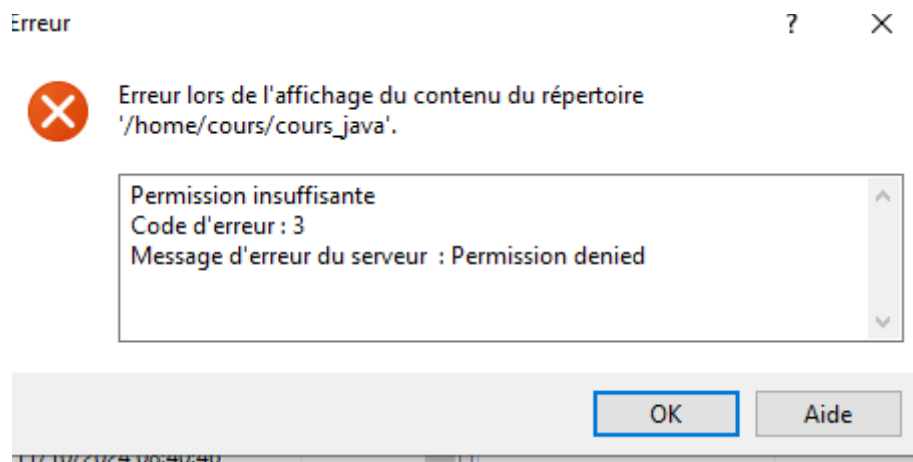 Erreur
Erreur lors de l'affichage du contenu du répertoire
'/home/cours/cours_java'.
Permission insuffisante
Code d'erreur : 3
Message d'erreur du serveur  : Permission denied
OK
Aide